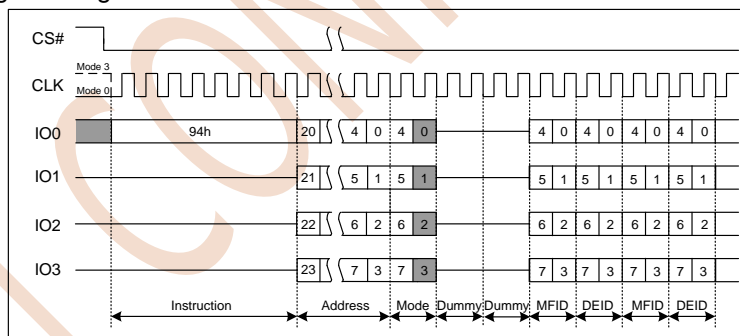 CS#
Mode 3
CLK
Mode 0
IO0 94h 20 4 0 4 0 4 0 4 0 4 0 4 0
IO1 21 5 1 5 1 5 1 5 1 5 1 5 1
IO2 22 6 2 6 2 6 2 6 2 6 2 6 2
IO3 23 7 3 7 3 7 3 7 3 7 3 7 3
Instruction Address Mode Dummy Dummy MFID DEID MFID DEID